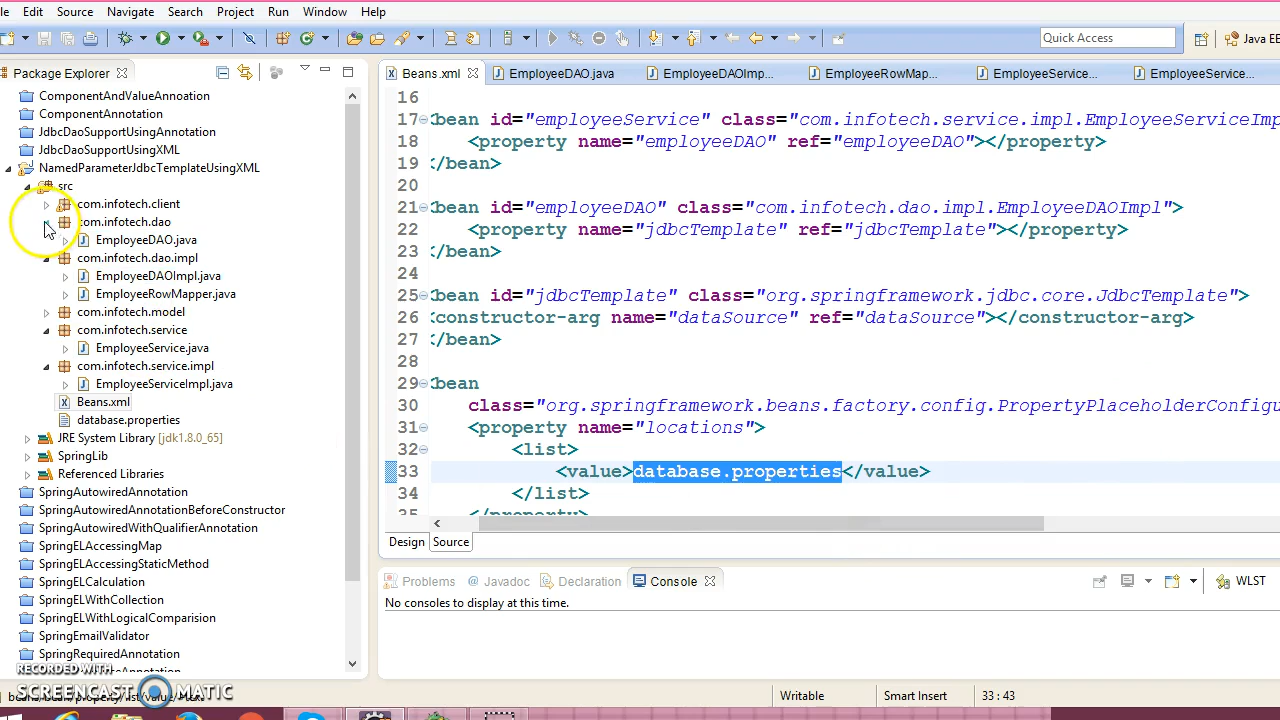 le Edit Source Navigate Search Project Run Window Help
Quick Access
Java EE
Package Explorer
ComponentAndValueAnnoation
ComponentAnnotation
JdbcDaoSupportUsingAnnotation
JdbcDaoSupportUsingXML
NamedParameterJdbcTemplateUsingXML
src
com.infotech.client
com.infotech.dao
EmployeeDAO.java
com.infotech.dao.impl
EmployeeDAOImpl.java
EmployeeRowMapper.java
com.infotech.model
com.infotech.service
EmployeeService.java
com.infotech.service.impl
EmployeeServiceImpl.java
Beans.xml
database.properties
JRE System Library [jdk1.8.0_65]
SpringLib
Referenced Libraries
SpringAutowiredAnnotation
SpringAutowiredAnnotationBeforeConstructor
SpringAutowiredWithQualifierAnnotation
SpringELAccessingMap
SpringELAccessingStaticMethod
SpringELCalculation
SpringELWithCollection
SpringELWithLogicalComparision
SpringEmailValidator
SpringRequiredAnnotation
Beans.xml EmployeeDAO.java EmployeeDAOImp... EmployeeRowMap... EmployeeService... EmployeeService...
16
17 <bean id="employeeService" class="com.infotech.service.impl.EmployeeServiceImp
18 <property name="employeeDAO" ref="employeeDAO"></property>
19 </bean>
20
21 <bean id="employeeDAO" class="com.infotech.dao.impl.EmployeeDAOImpl">
22 <property name="jdbcTemplate" ref="jdbcTemplate"></property>
23 </bean>
24
25 <bean id="jdbcTemplate" class="org.springframework.jdbc.core.JdbcTemplate">
26 <constructor-arg name="dataSource" ref="dataSource"></constructor-arg>
27 </bean>
28
29 <bean
30 class="org.springframework.beans.factory.config.PropertyPlaceholderConfigu
31 <property name="locations">
32 <list>
33 <value>database.properties</value>
34 </list>
35 </property>
Design Source
Problems @ Javadoc Declaration Console
WLST
No consoles to display at this time.
RECORDED WITH
SCREENCAST MATIC
Writable Smart Insert 33 : 43